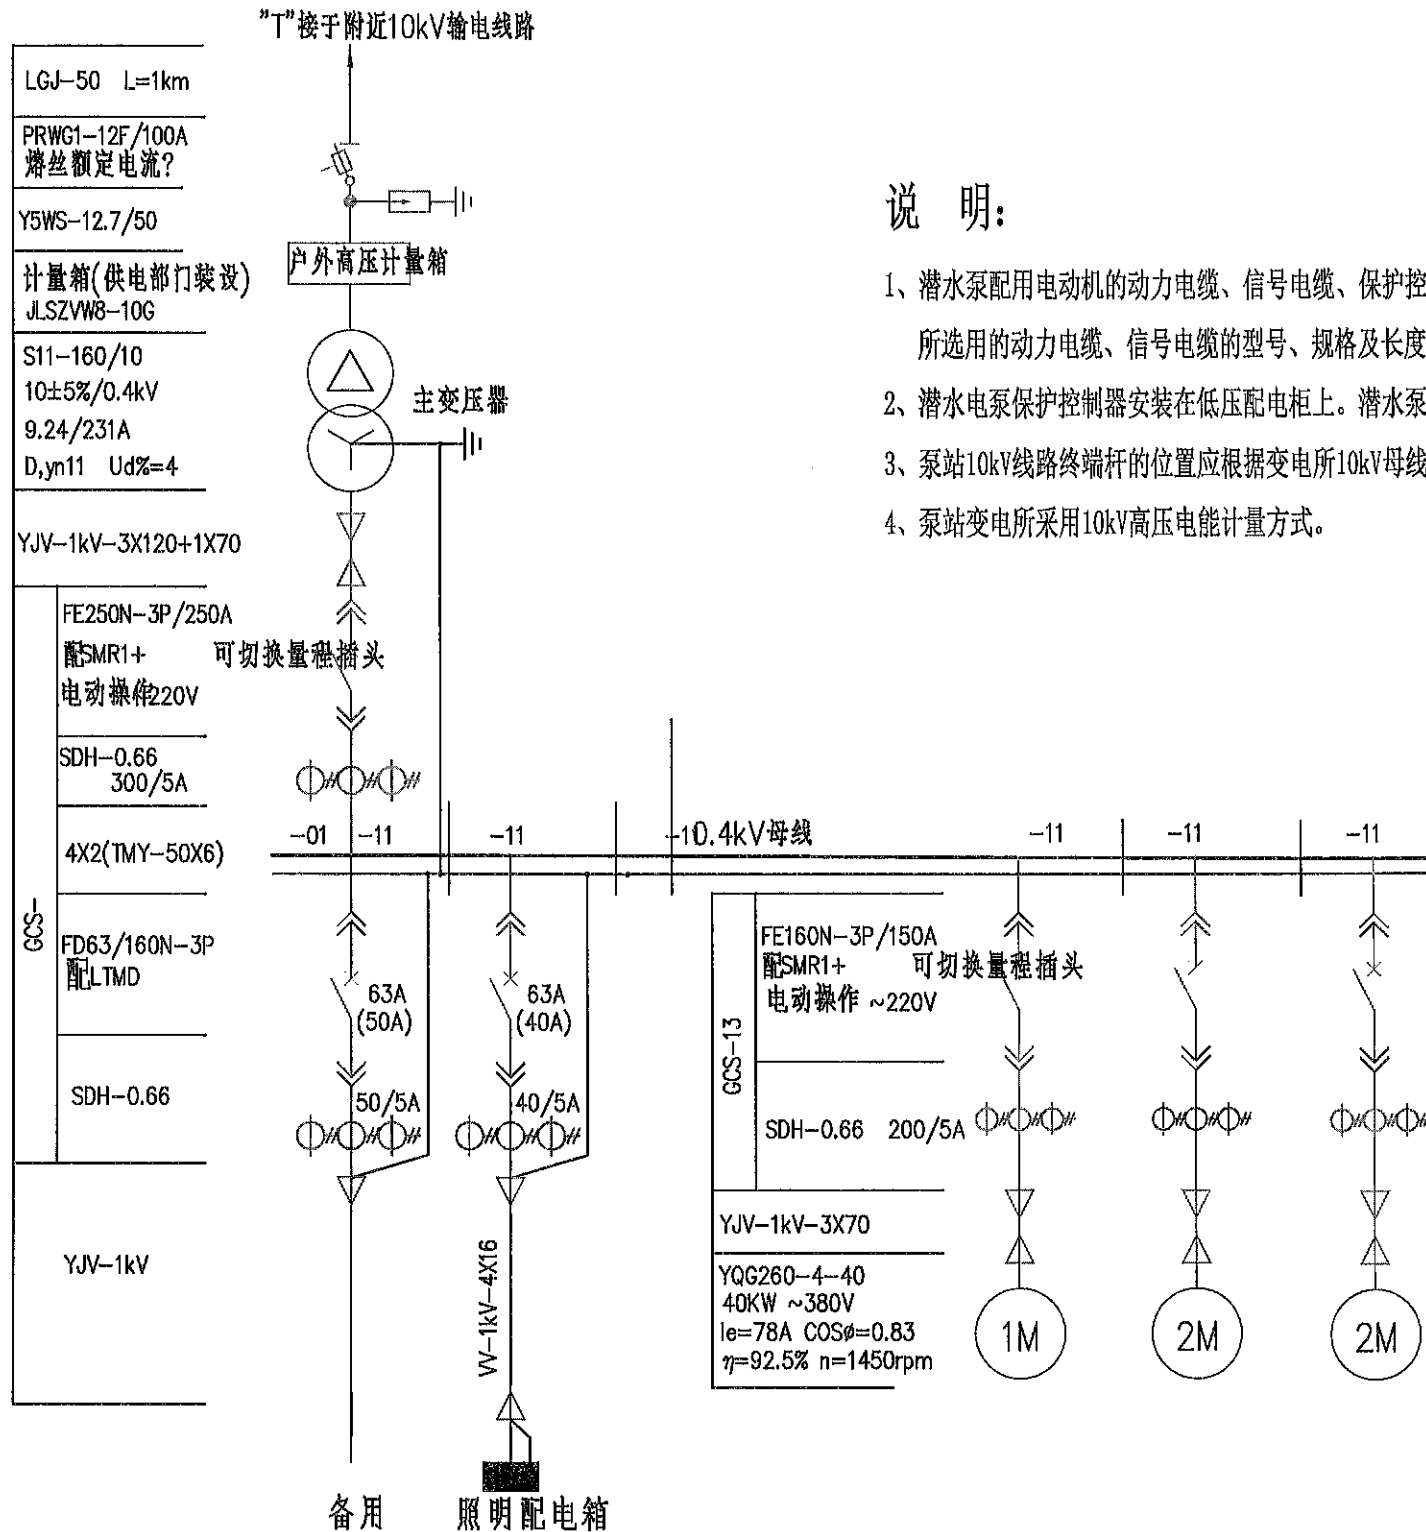 "T"接于附近10kV输电线路
LGJ-50 L=1km
PRWG1-12F/100A
熔丝额定电流?
Y5WS-12.7/50
计量箱(供电部门装设)
JLSZVW8-10G
户外高压计量箱
S11-160/10
10±5%/0.4kV
9.24/231A
D,yn11 Ud%=4
主变压器
YJV-1kV-3X120+1X70
说 明:
1、潜水泵配用电动机的动力电缆、信号电缆、保护控
所选用的动力电缆、信号电缆的型号、规格及长度
2、潜水电泵保护控制器安装在低压配电柜上。潜水泵
3、泵站10kV线路终端杆的位置应根据变电所10kV母线
4、泵站变电所采用10kV高压电能计量方式。
GCS-
FE250N-3P/250A
配SMR1+ 可切换量程插头
电动操作220V
SDH-0.66
300/5A
4X2(TMY-50X6)
-01 -11 -11 -10.4kV母线 -11 -11 -11
FD63/160N-3P
配LTMD
63A
(50A)
63A
(40A)
SDH-0.66
50/5A
40/5A
YJV-1kV
VV-1kV-4X16
备用
照明配电箱
GCS-13
FE160N-3P/150A
配SMR1+ 可切换量程插头
电动操作 ~220V
SDH-0.66 200/5A
YJV-1kV-3X70
YQG260-4-40
40KW ~380V
Ie=78A COSø=0.83
η=92.5% n=1450rpm
1M
2M
2M